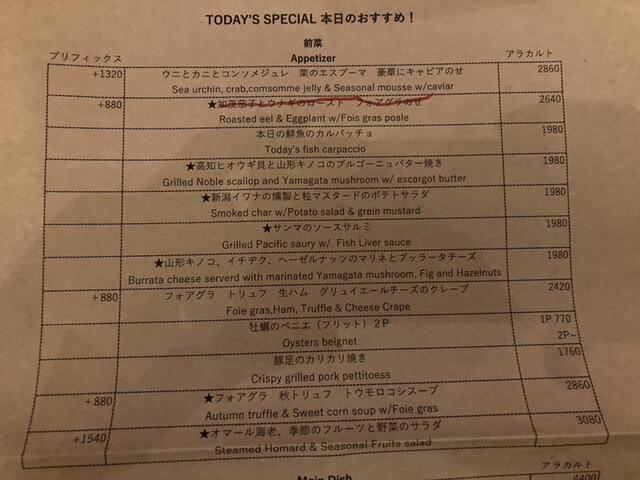 TODAY'S SPECIAL 本日のおすすめ！
前菜
プリフィックス Appetizer アラカルト
+1320 ウニとカニとコンソメジュレ 栗のエスプーマ 豪華にキャビアのせ 2860
Sea urchin, crab,comsomme jelly & Seasonal mousse w/caviar
+880 ★加茂茄子とウナギのロースト フォアグラのせ 2640
Roasted eel & Eggplant w/Fois gras poale
本日の鮮魚のカルパッチョ 1980
Today's fish carpaccio
★高知ヒオウギ貝と山形キノコのブルゴーニュバター焼き 1980
Grilled Noble scallop and Yamagata mushroom w/ escargot butter
★新潟イワナの燻製と粒マスタードのポテトサラダ 1980
Smoked char w/Potato salad & grain mustard
★サンマのソースサルミ 1980
Grilled Pacific saury w/ Fish Liver sauce
★山形キノコ、イチヂク、ヘーゼルナッツのマリネとブッラータチーズ 1980
Burrata cheese serverd with marinated Yamagata mushroom, Fig and Hazelnuts
+880 フォアグラ トリュフ 生ハム グリュイエールチーズのクレープ 2420
Foie gras,Ham, Truffle & Cheese Crape
牡蠣のベニエ（フリット）２Ｐ 1P 770
Oysters beignet 2P~
豚足のカリカリ焼き 1760
Crispy grilled pork pettitoess
+880 ★フォアグラ 秋トリュフ トウモロコシスープ 2860
Autumn truffle & Sweet corn soup w/Foie gras
+1540 ★オマール海老、季節のフルーツと野菜のサラダ 3080
Steamed Homard & Seasonal Fruits salad
アラカルト
Main Dish 4400